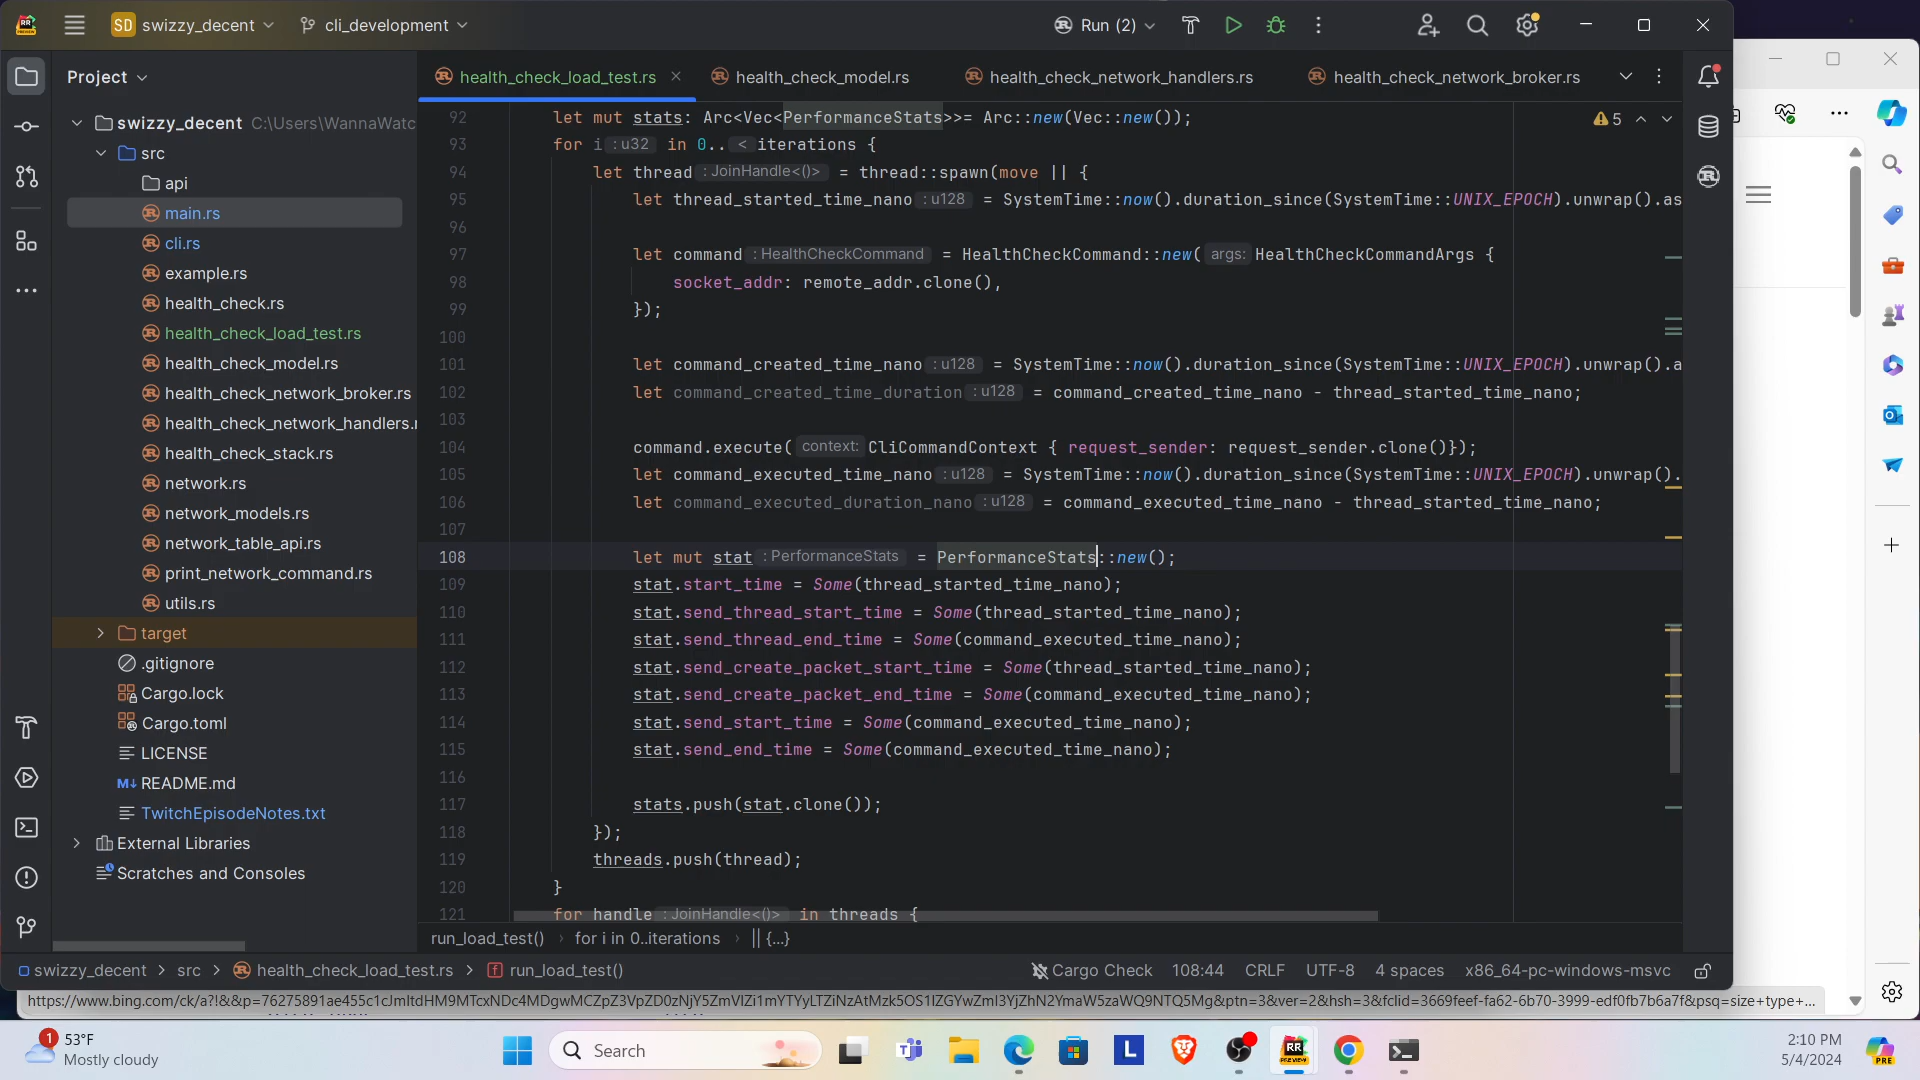 SD swizzy_decent
cli_development
Run (2)
Project
health_check_load_test.rs
health_check_model.rs
health_check_network_handlers.rs
health_check_network_broker.rs
swizzy_decent C:\Users\WannaWatc
src
api
main.rs
cli.rs
example.rs
health_check.rs
health_check_load_test.rs
health_check_model.rs
health_check_network_broker.rs
health_check_network_handlers.r
health_check_stack.rs
network.rs
network_models.rs
network_table_api.rs
print_network_command.rs
utils.rs
target
.gitignore
Cargo.lock
Cargo.toml
LICENSE
M↓ README.md
TwitchEpisodeNotes.txt
External Libraries
Scratches and Consoles
92 let mut stats: Arc<Vec<PerformanceStats>>= Arc::new(Vec::new());
5
93 for i : u32 in 0.. < iterations {
94 let thread : JoinHandle<()> = thread::spawn(move || {
95 let thread_started_time_nano : u128 = SystemTime::now().duration_since(SystemTime::UNIX_EPOCH).unwrap().as
96
97 let command : HealthCheckCommand = HealthCheckCommand::new( args: HealthCheckCommandArgs {
98 socket_addr: remote_addr.clone(),
99 });
100
101 let command_created_time_nano : u128 = SystemTime::now().duration_since(SystemTime::UNIX_EPOCH).unwrap().a
102 let command_created_time_duration : u128 = command_created_time_nano - thread_started_time_nano;
103
104 command.execute( context: CliCommandContext { request_sender: request_sender.clone()});
105 let command_executed_time_nano : u128 = SystemTime::now().duration_since(SystemTime::UNIX_EPOCH).unwrap().
106 let command_executed_duration_nano : u128 = command_executed_time_nano - thread_started_time_nano;
107
108 let mut stat : PerformanceStats = PerformanceStats::new();
109 stat.start_time = Some(thread_started_time_nano);
110 stat.send_thread_start_time = Some(thread_started_time_nano);
111 stat.send_thread_end_time = Some(command_executed_time_nano);
112 stat.send_create_packet_start_time = Some(thread_started_time_nano);
113 stat.send_create_packet_end_time = Some(command_executed_time_nano);
114 stat.send_start_time = Some(command_executed_time_nano);
115 stat.send_end_time = Some(command_executed_time_nano);
116
117 stats.push(stat.clone());
118 });
119 threads.push(thread);
120 }
121 for handle : JoinHandle<()> in threads {
run_load_test() › for i in 0..iterations › || {...}
swizzy_decent › src › health_check_load_test.rs › run_load_test()
Cargo Check 108:44 CRLF UTF-8 4 spaces x86_64-pc-windows-msvc
1 53°F
Mostly cloudy
Search
2:10 PM
5/4/2024